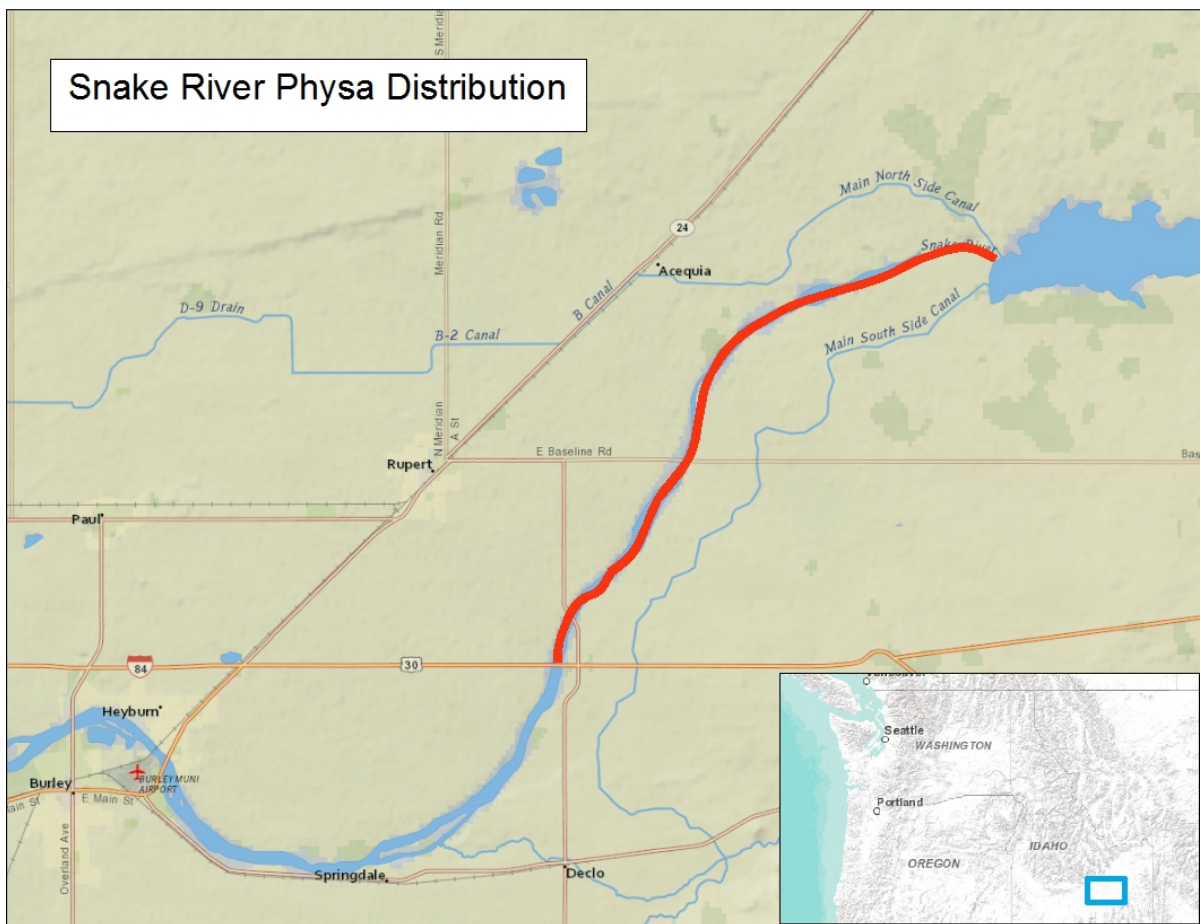 Snake River Physa Distribution
S Meridian
Meridian Rd
24
Main North Side Canal
Snake River
Acequia
B Canal
D-9 Drain
B-2 Canal
Main South Side Canal
N Meridian
A St
E Baseline Rd
Bas
Rupert
Paul
84
30
Heyburn
BURLEY MUNI
AIRPORT
Burley
E Main St
Main St
Overland Ave
Springdale
Declo
Vancouver
Seattle
WASHINGTON
Portland
OREGON
IDAHO